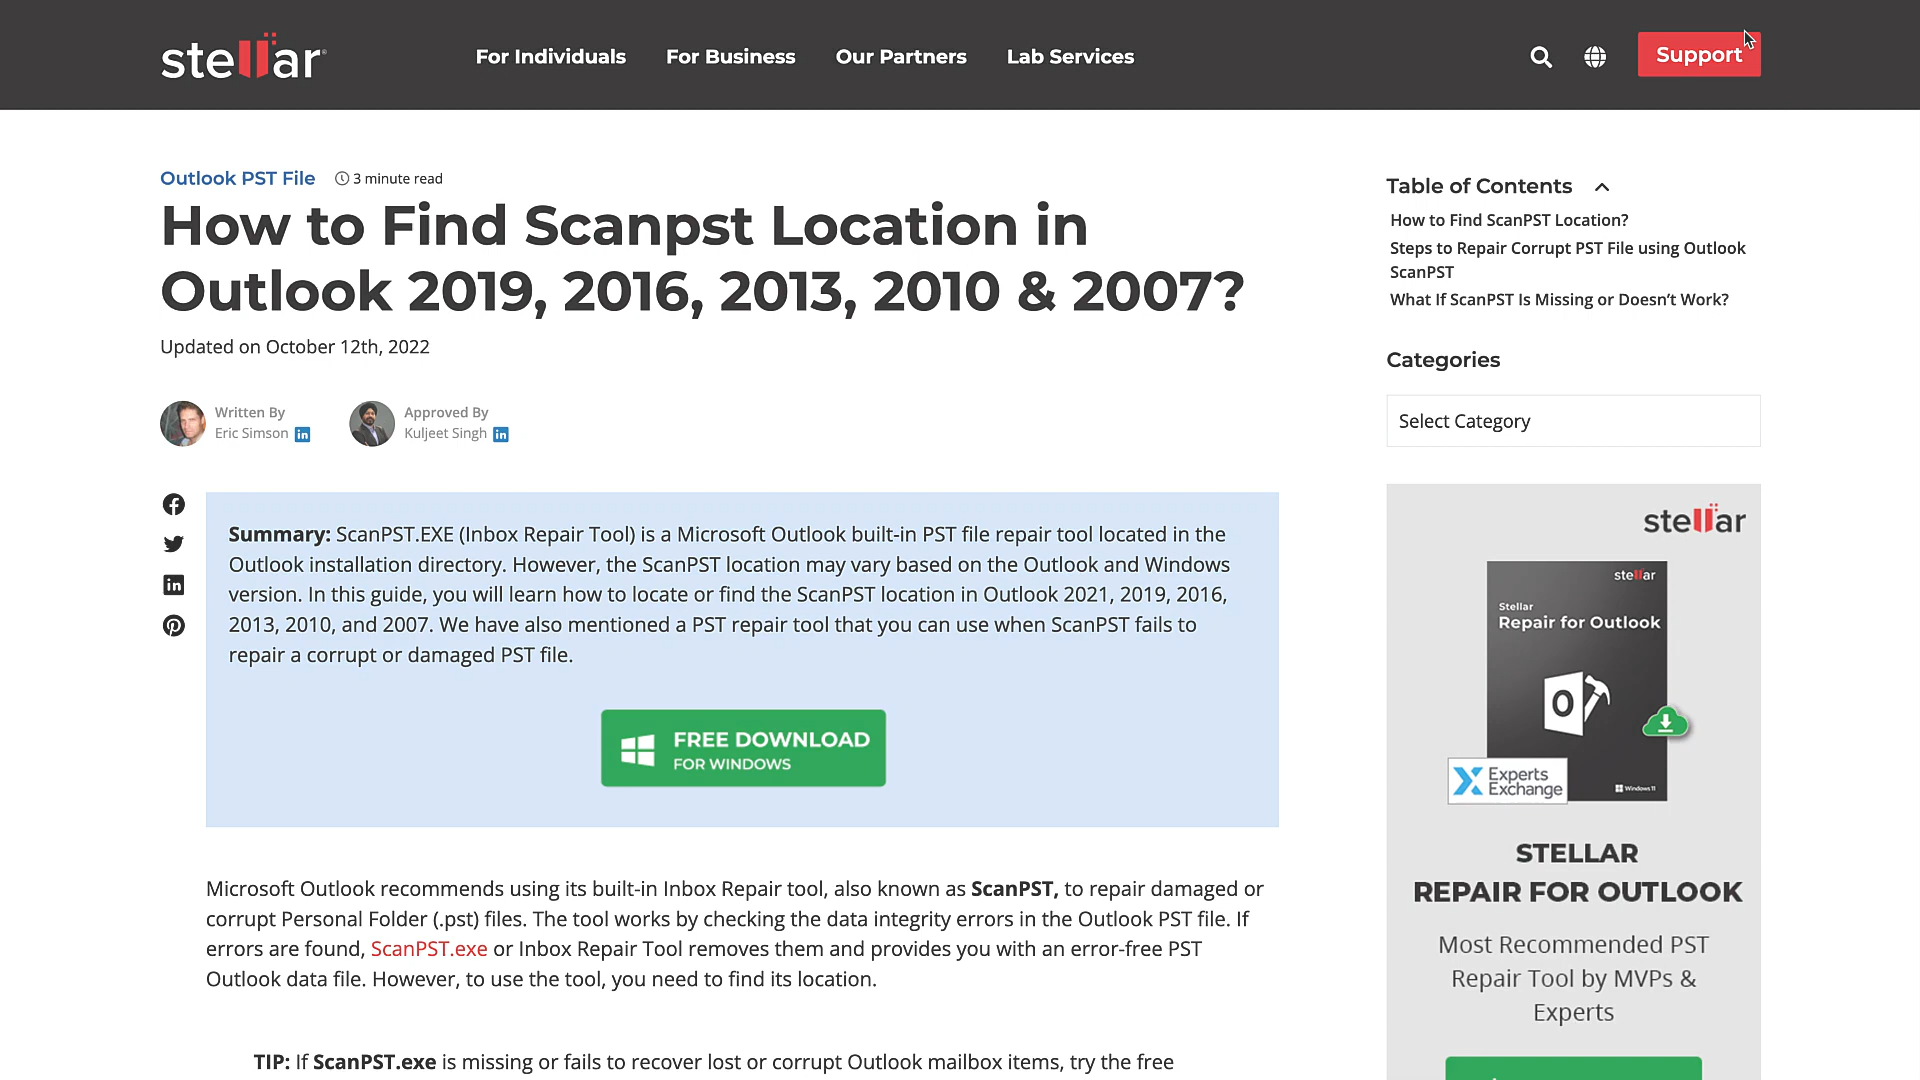 stellar
For Individuals
For Business
Our Partners
Lab Services
Support
Outlook PST File
3 minute read
How to Find Scanpst Location in
Outlook 2019, 2016, 2013, 2010 & 2007?
Updated on October 12th, 2022
Written By
Eric Simson
in
Approved By
Kuljeet Singh
in
Summary: ScanPST.EXE (Inbox Repair Tool) is a Microsoft Outlook built-in PST file repair tool located in the
Outlook installation directory. However, the ScanPST location may vary based on the Outlook and Windows
version. In this guide, you will learn how to locate or find the ScanPST location in Outlook 2021, 2019, 2016,
2013, 2010, and 2007. We have also mentioned a PST repair tool that you can use when ScanPST fails to
repair a corrupt or damaged PST file.
FREE DOWNLOAD
FOR WINDOWS
Microsoft Outlook recommends using its built-in Inbox Repair tool, also known as ScanPST, to repair damaged or
corrupt Personal Folder (.pst) files. The tool works by checking the data integrity errors in the Outlook PST file. If
errors are found, ScanPST.exe or Inbox Repair Tool removes them and provides you with an error-free PST
Outlook data file. However, to use the tool, you need to find its location.
TIP: If ScanPST.exe is missing or fails to recover lost or corrupt Outlook mailbox items, try the free
Table of Contents
How to Find ScanPST Location?
Steps to Repair Corrupt PST File using Outlook
ScanPST
What If ScanPST Is Missing or Doesn’t Work?
Categories
Select Category
stellar
stellar
Stellar
Repair for Outlook
O
Experts
Exchange
Windows 11
STELLAR
REPAIR FOR OUTLOOK
Most Recommended PST
Repair Tool by MVPs &
Experts